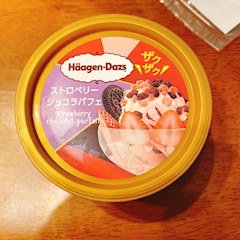 Häagen-Dazs
ザク
ザク!
ストロベリー
ショコラパフェ
Strawberry
chocolat parfait